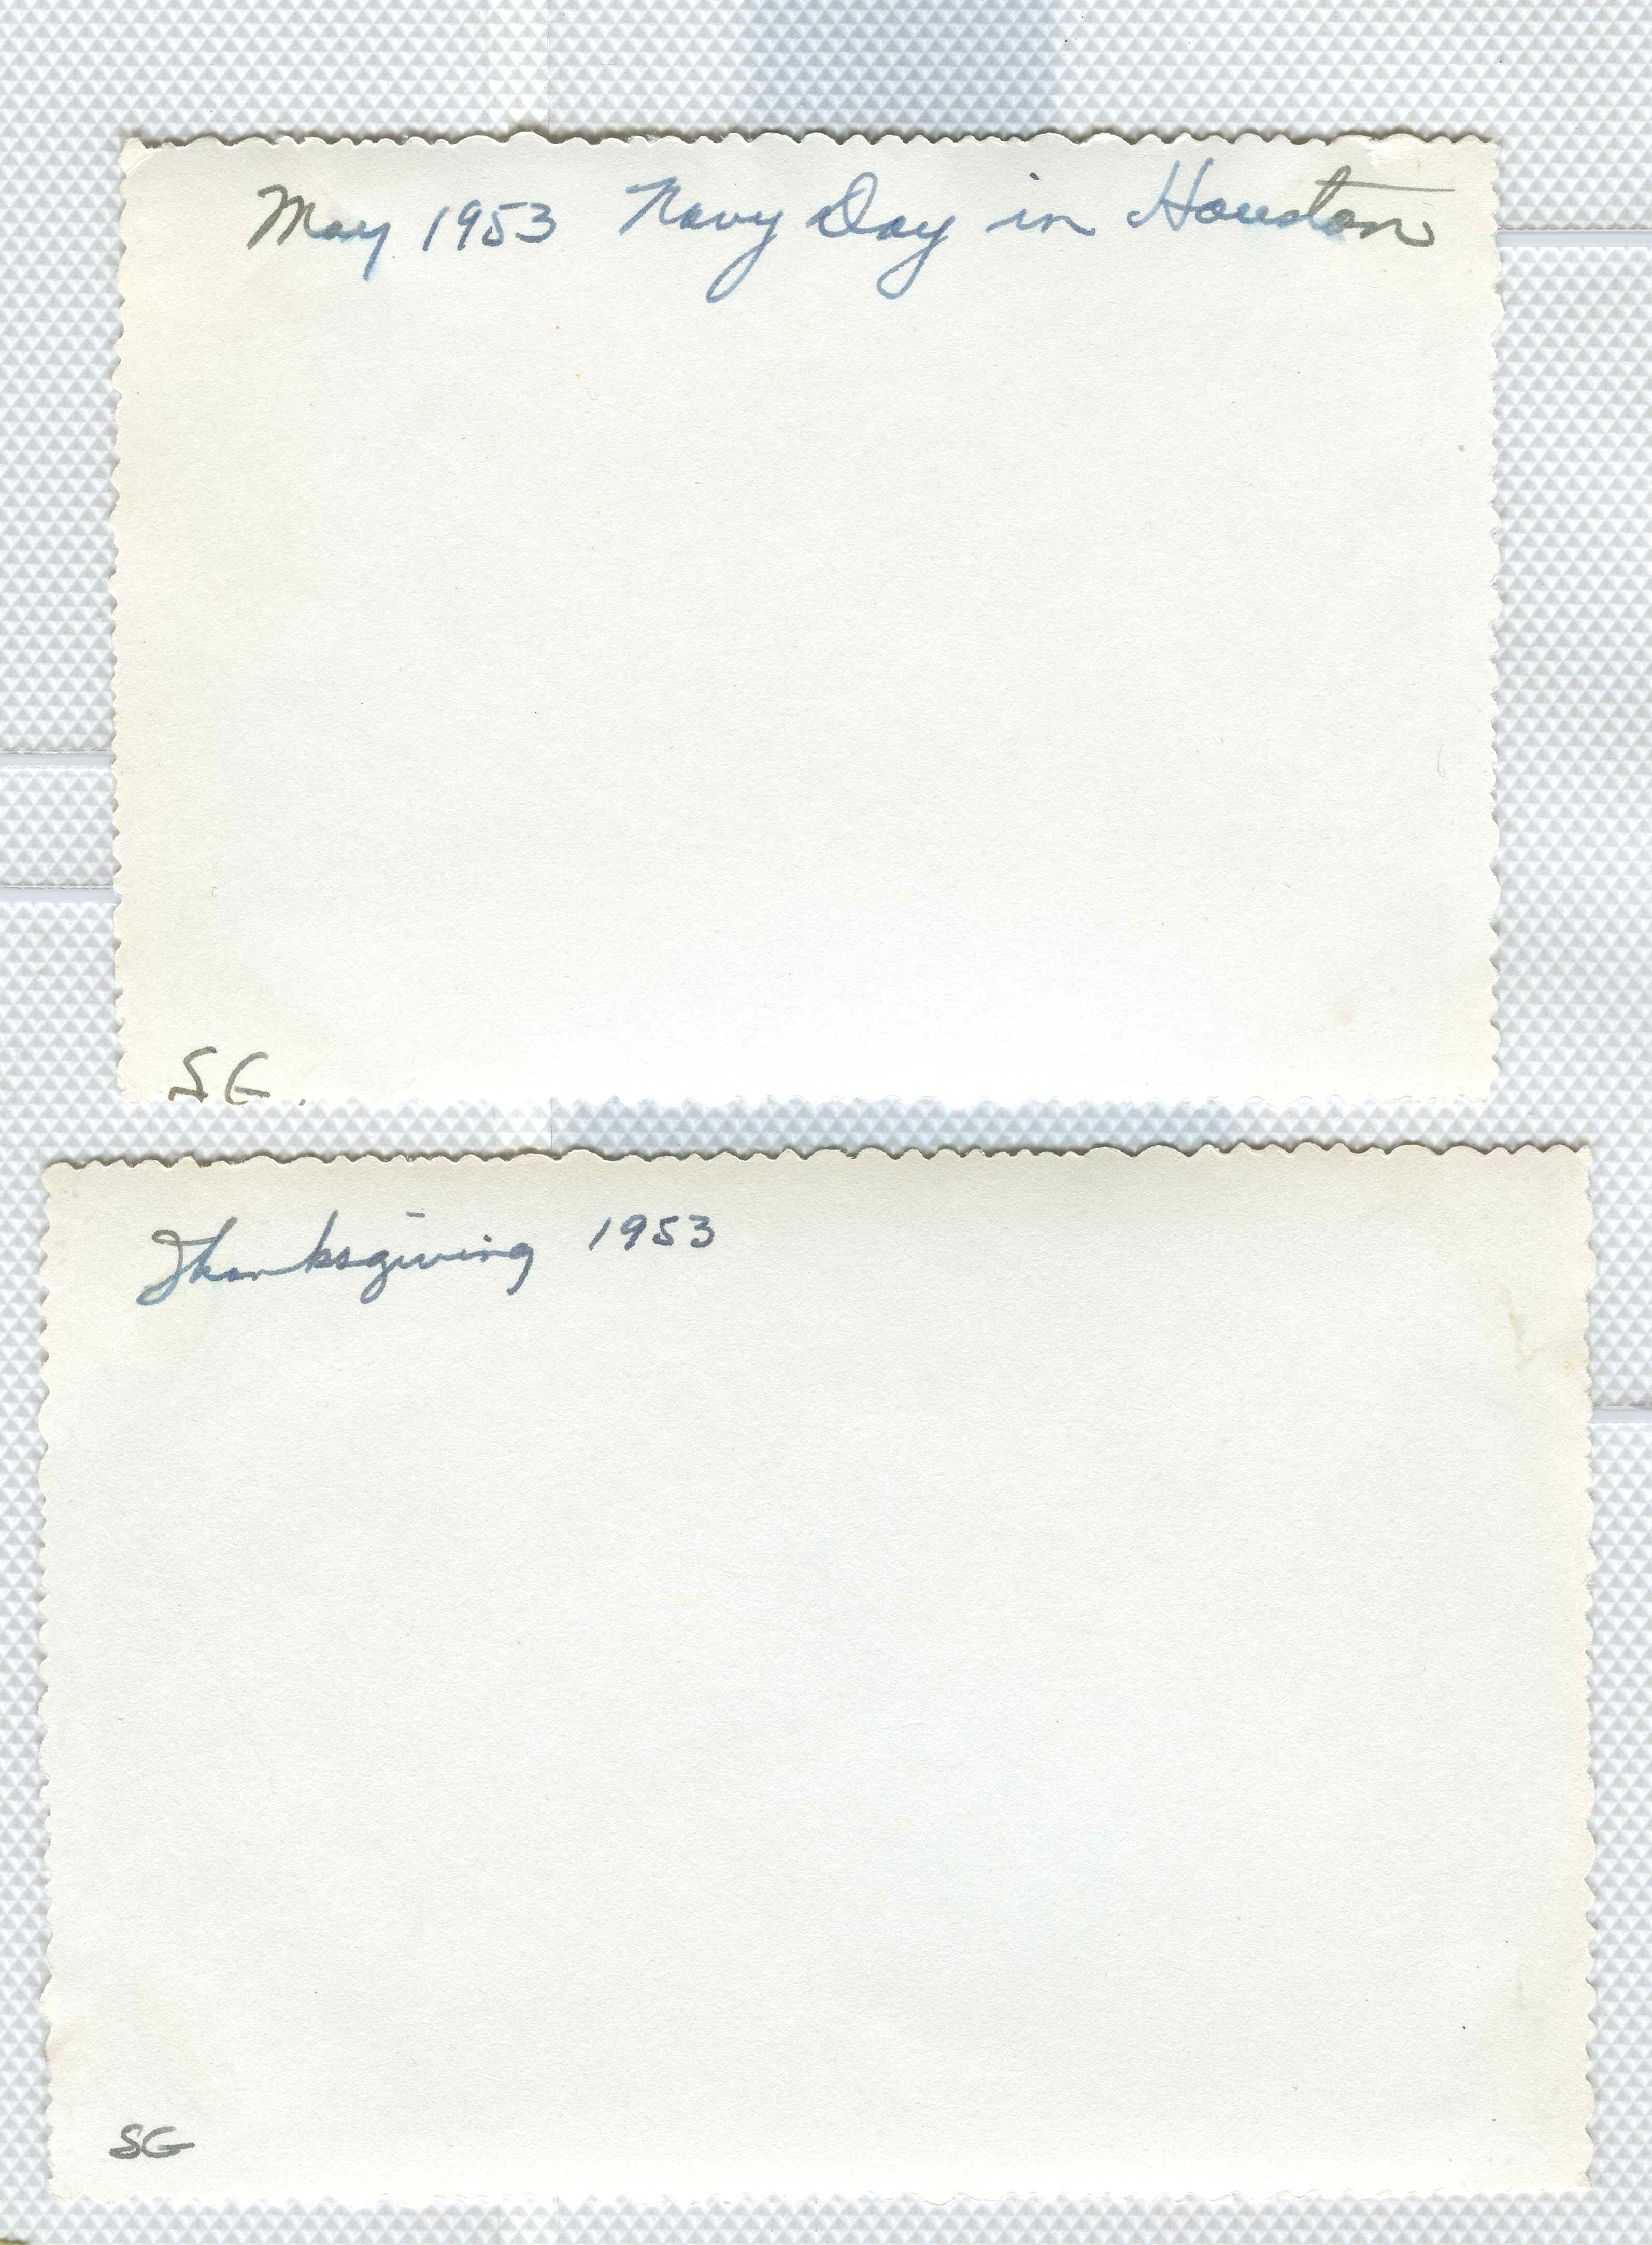 May 1953 Navy Day in Houston
SG.
Thanksgiving 1953
SG